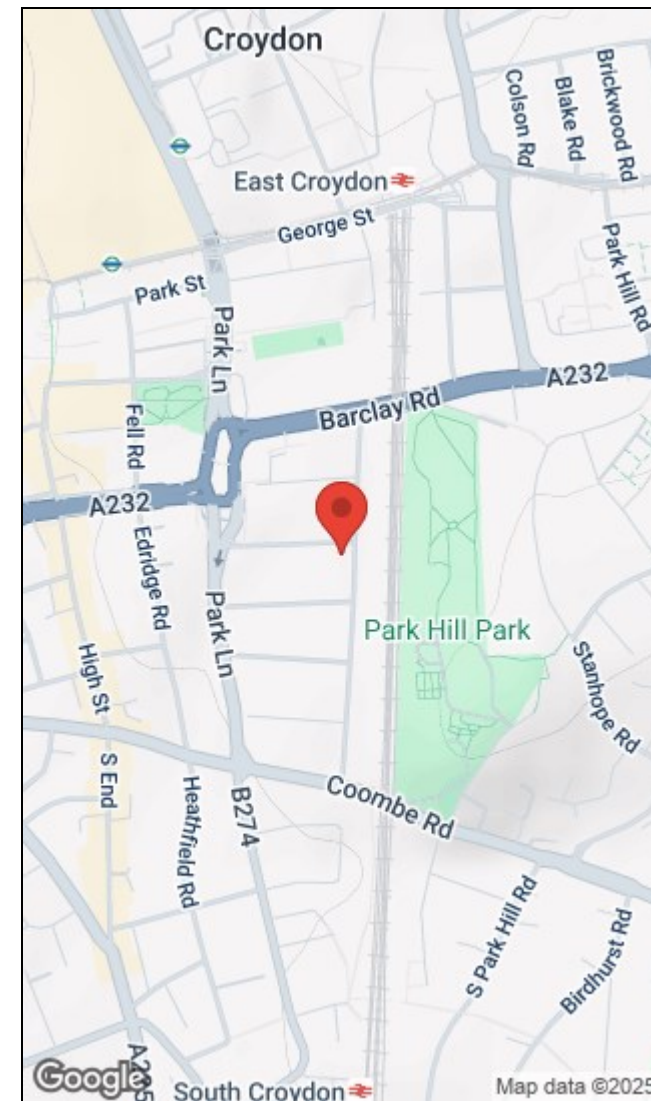 Croydon
Colson Rd
Blake Rd
Brickwood Rd
East Croydon
George St
Park St
Park Hill Rd
Park Ln
A232
Barclay Rd
Fell Rd
A232
Edridge Rd
Park Hill Park
Park Ln
High St
Stanhope Rd
S End
Heathfield Rd
B274
Coombe Rd
S Park Hill Rd
Birdhurst Rd
A235
Google
South Croydon
Map data ©2025